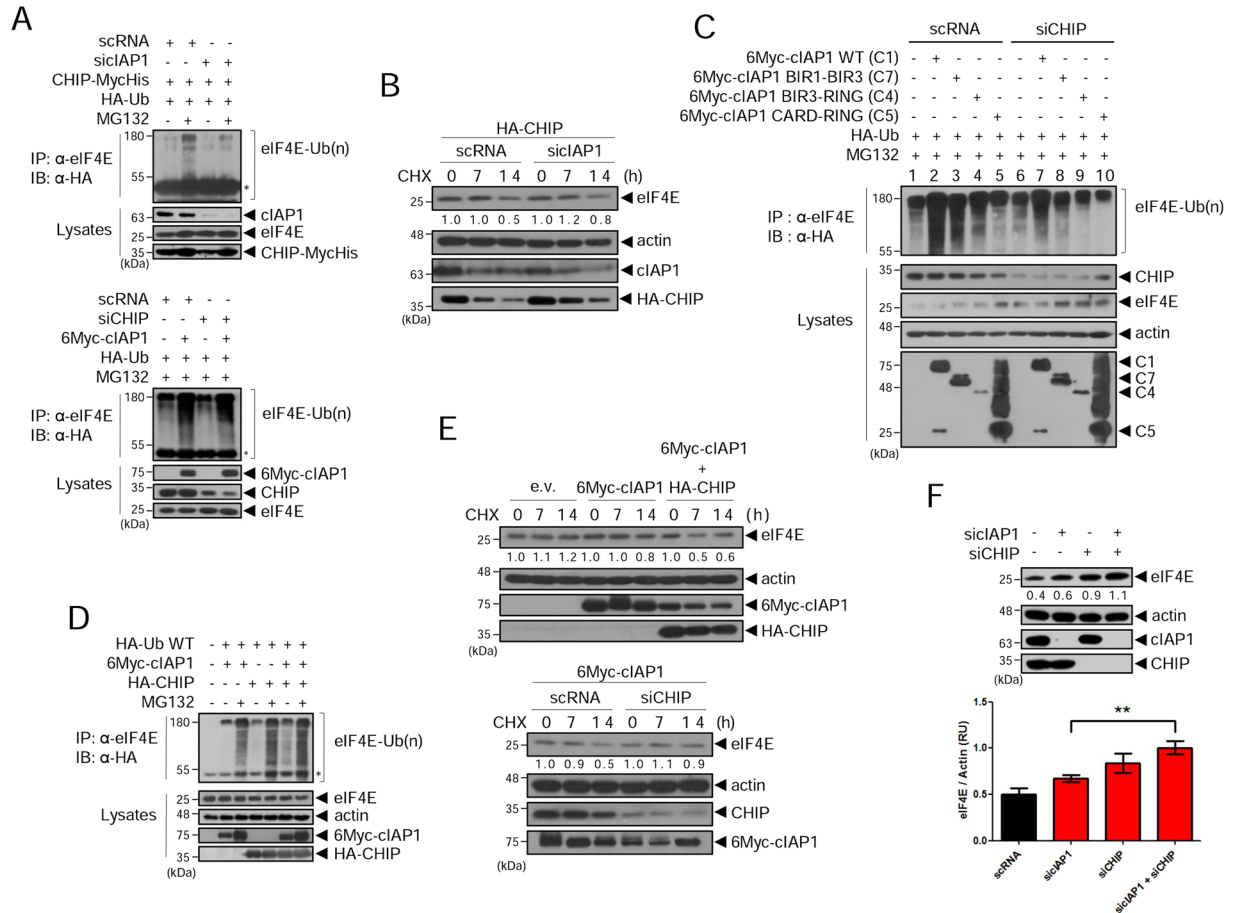 A
scRNA + + - -
sicIAP1 - - + +
CHIP-MycHis + + + +
HA-Ub + + + +
MG132 - + - +
IP: α-eIF4E
IB: α-HA
180
55
eIF4E-Ub(n)
*
Lysates
63 cIAP1
25 eIF4E
35 CHIP-MycHis
(kDa)
scRNA + + - -
siCHIP - - + +
6Myc-cIAP1 - + - +
HA-Ub + + + +
MG132 + + + +
IP: α-eIF4E
IB: α-HA
180
55
eIF4E-Ub(n)
*
Lysates
75 6Myc-cIAP1
35 CHIP
25 eIF4E
(kDa)
B
HA-CHIP
scRNA sicIAP1
CHX 0 7 14 0 7 14 (h)
25 eIF4E
1.0 1.0 0.5 1.0 1.2 0.8
48 actin
63 cIAP1
35 HA-CHIP
(kDa)
C
scRNA siCHIP
6Myc-cIAP1 WT (C1) - + - - - - + - - -
6Myc-cIAP1 BIR1-BIR3 (C7) - - + - - - - + - -
6Myc-cIAP1 BIR3-RING (C4) - - - + - - - - + -
6Myc-cIAP1 CARD-RING (C5) - - - - + - - - - +
HA-Ub + + + + + + + + + +
MG132 + + + + + + + + + +
1 2 3 4 5 6 7 8 9 10
IP : α-eIF4E
IB : α-HA
180
55
eIF4E-Ub(n)
Lysates
35 CHIP
25 eIF4E
48 actin
75
48
25
C1
C7
C4
C5
(kDa)
D
HA-Ub WT - + + + + + +
6Myc-cIAP1 - + + - - + +
HA-CHIP - - - + + + +
MG132 - - + - + - +
IP: α-eIF4E
IB: α-HA
180
55
eIF4E-Ub(n)
*
Lysates
25 eIF4E
48 actin
75 6Myc-cIAP1
35 HA-CHIP
(kDa)
E
6Myc-cIAP1
+
e.v. 6Myc-cIAP1 HA-CHIP
CHX 0 7 14 0 7 14 0 7 14 (h)
25 eIF4E
1.0 1.1 1.2 1.0 1.0 0.8 1.0 0.5 0.6
48 actin
75 6Myc-cIAP1
35 HA-CHIP
(kDa)
6Myc-cIAP1
scRNA siCHIP
CHX 0 7 14 0 7 14 (h)
25 eIF4E
1.0 0.9 0.5 1.0 1.1 0.9
48 actin
35 CHIP
75 6Myc-cIAP1
(kDa)
F
sicIAP1 - + - +
siCHIP - - + +
25 eIF4E
0.4 0.6 0.9 1.1
48 actin
63 cIAP1
35 CHIP
(kDa)
eIF4E / Actin (RU)
1.5
1.0
0.5
0.0
**
scRNA
sicIAP1
siCHIP
sicIAP1 + siCHIP